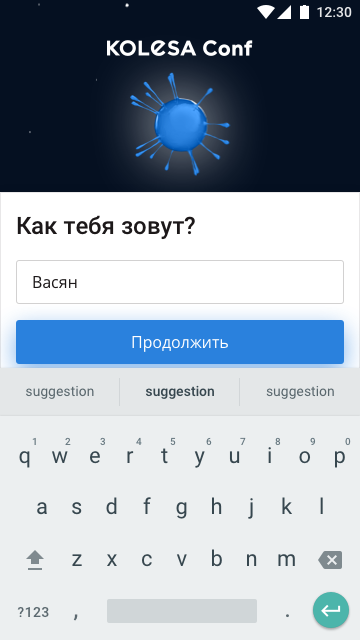 12:30
KOLESA Conf
Как тебя зовут?
Васян
Продолжить
suggestion suggestion suggestion
1 2 3 4 5 6 7 8 9 0
q w e r t y u i o p
a s d f g h j k l
z x c v b n m
?123 , .